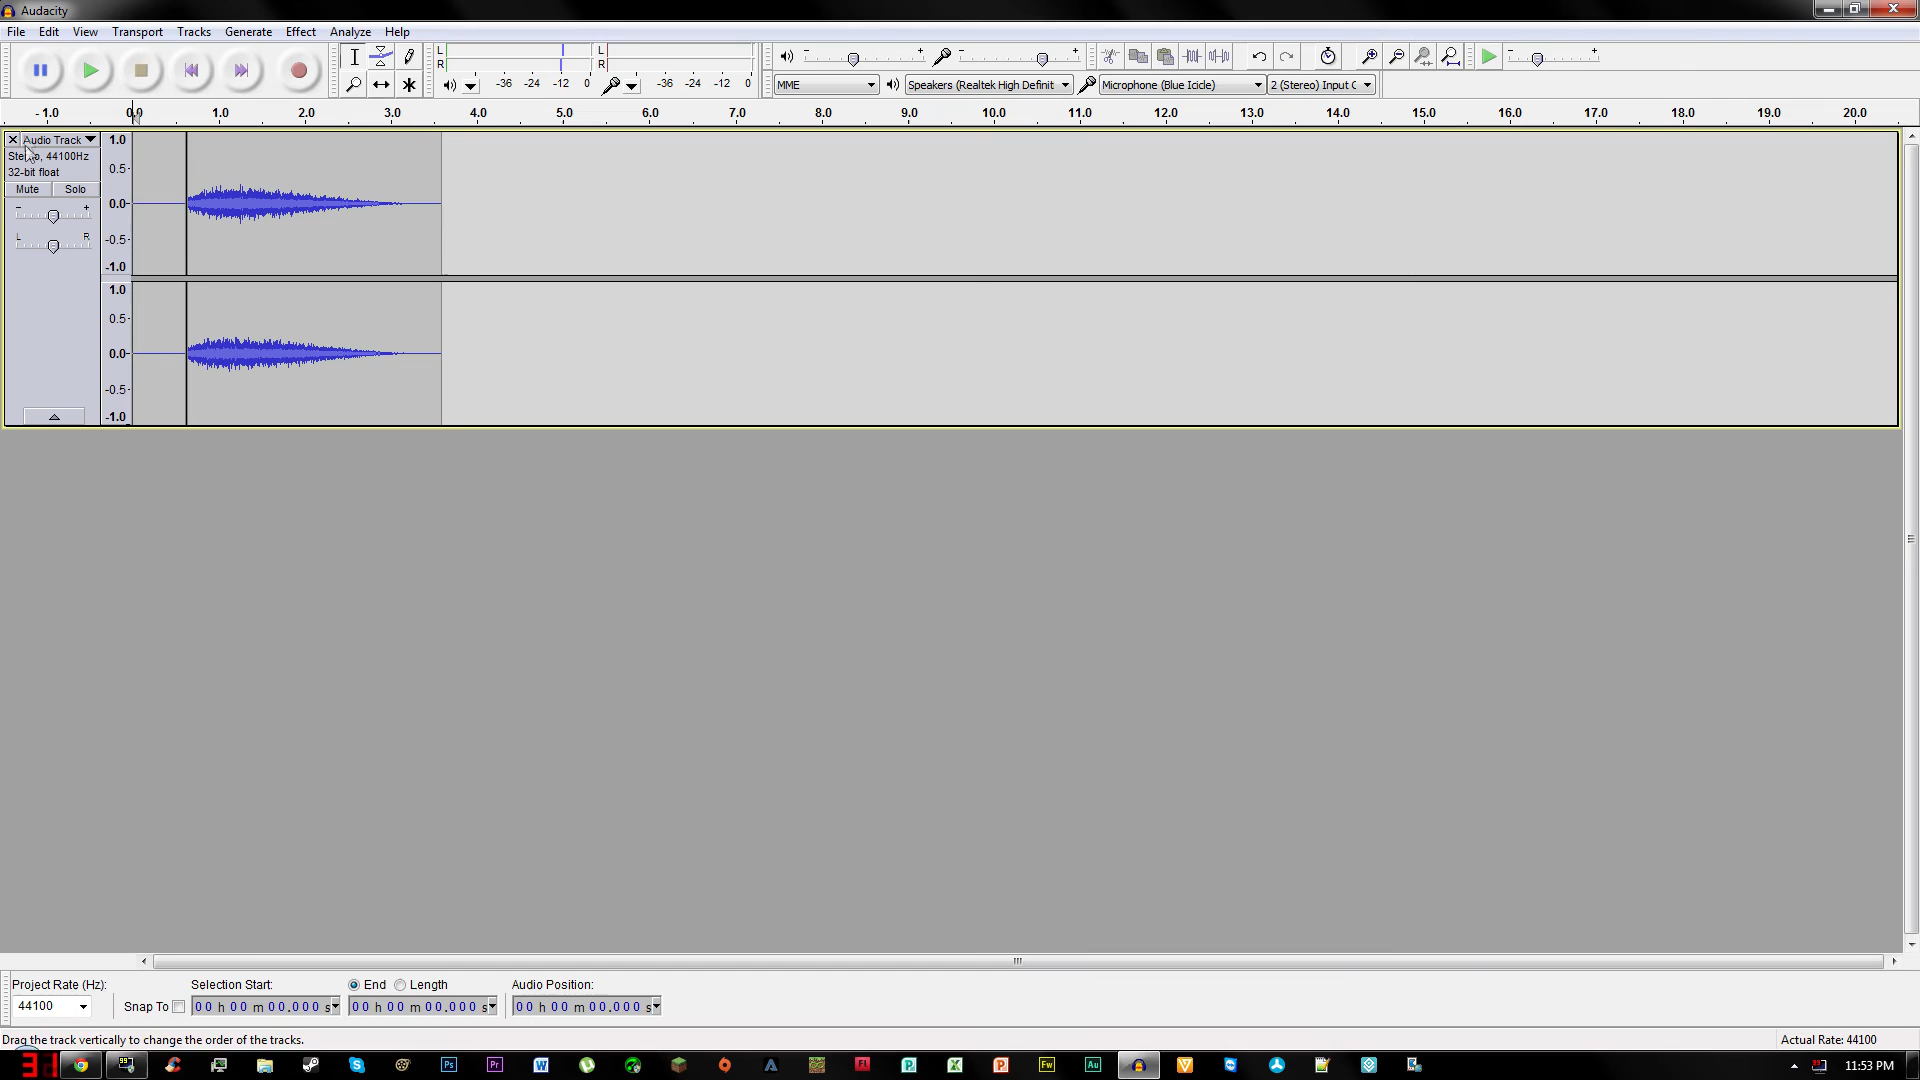 Audacity
File Edit View Transport Tracks Generate Effect Analyze Help
L
R
-36 -24 -12 0
L
R
-36 -24 -12 0
- +
- +
- +
MME
Speakers (Realtek High Definit
Microphone (Blue Icicle)
2 (Stereo) Input C
- 1.0 0.0 1.0 2.0 3.0 4.0 5.0 6.0 7.0 8.0 9.0 10.0 11.0 12.0 13.0 14.0 15.0 16.0 17.0 18.0 19.0 20.0
Audio Track
44100Hz
32-bit float
Mute Solo
- +
L R
1.0
0.5
0.0
-0.5
-1.0
1.0
0.5
0.0
-0.5
-1.0
Project Rate (Hz):
44100
Snap To
Selection Start:
00 h 00 m 00.000 s
End Length
00 h 00 m 00.000 s
Audio Position:
00 h 00 m 00.000 s
Drag the track vertically to change the order of the tracks.
Actual Rate: 44100
31
99
Ps
Pr
W
Fl
P
X
P
Fw
Au
11:53 PM